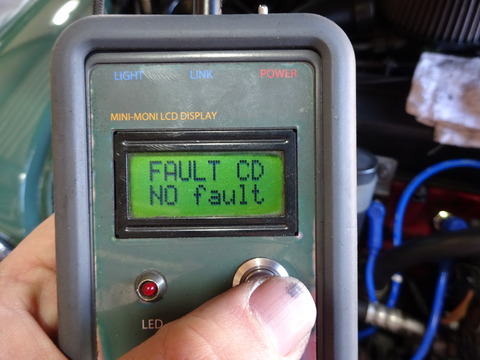 LIGHT LINK POWER
MINI-MONI LCD DISPLAY
FAULT CD
NO fault
LED